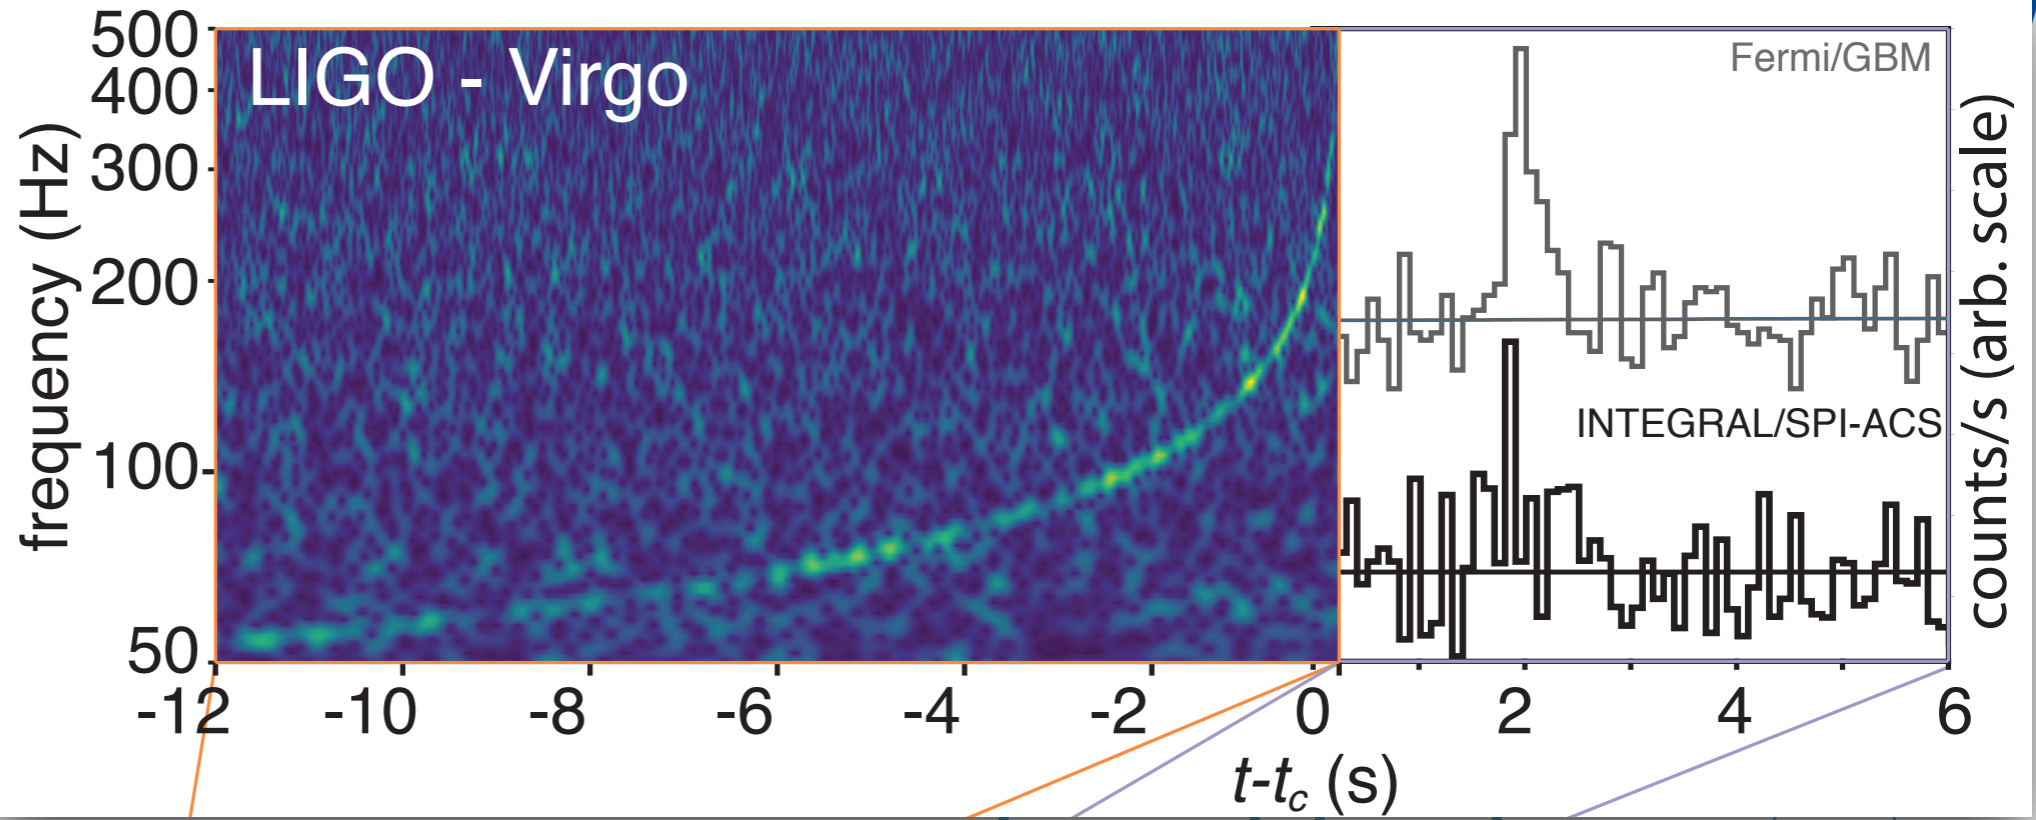 LIGO - Virgo
Fermi/GBM
INTEGRAL/SPI-ACS
frequency (Hz)
500
400
300
200
100
50
counts/s (arb. scale)
-12 -10 -8 -6 -4 -2 0 2 4 6
t-tc (s)